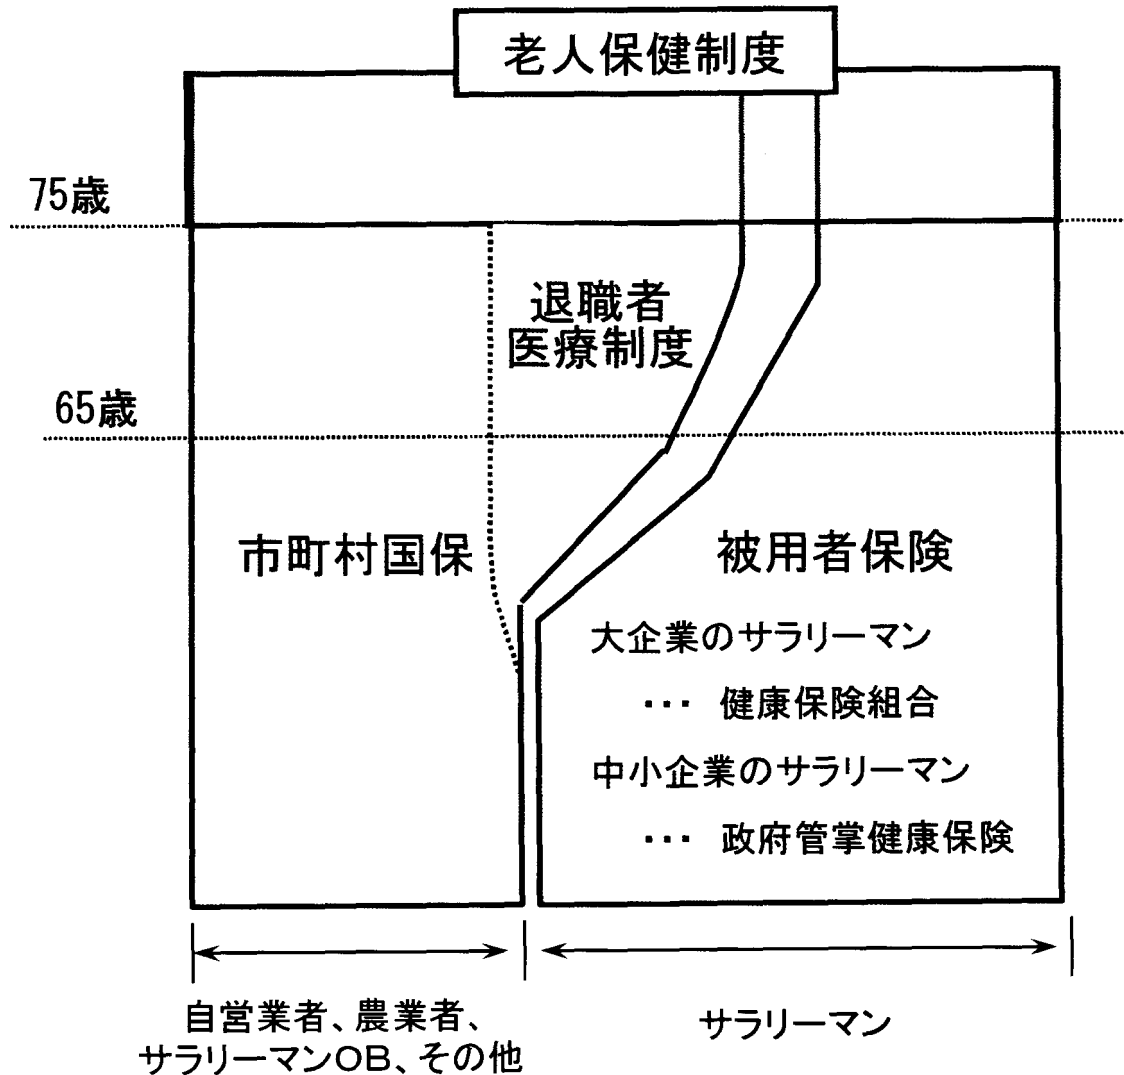 老人保健制度
75歳
退職者
医療制度
65歳
市町村国保
被用者保険
大企業のサラリーマン
･･･ 健康保険組合
中小企業のサラリーマン
･･･ 政府管掌健康保険
自営業者、農業者、
サラリーマンOB、その他
サラリーマン